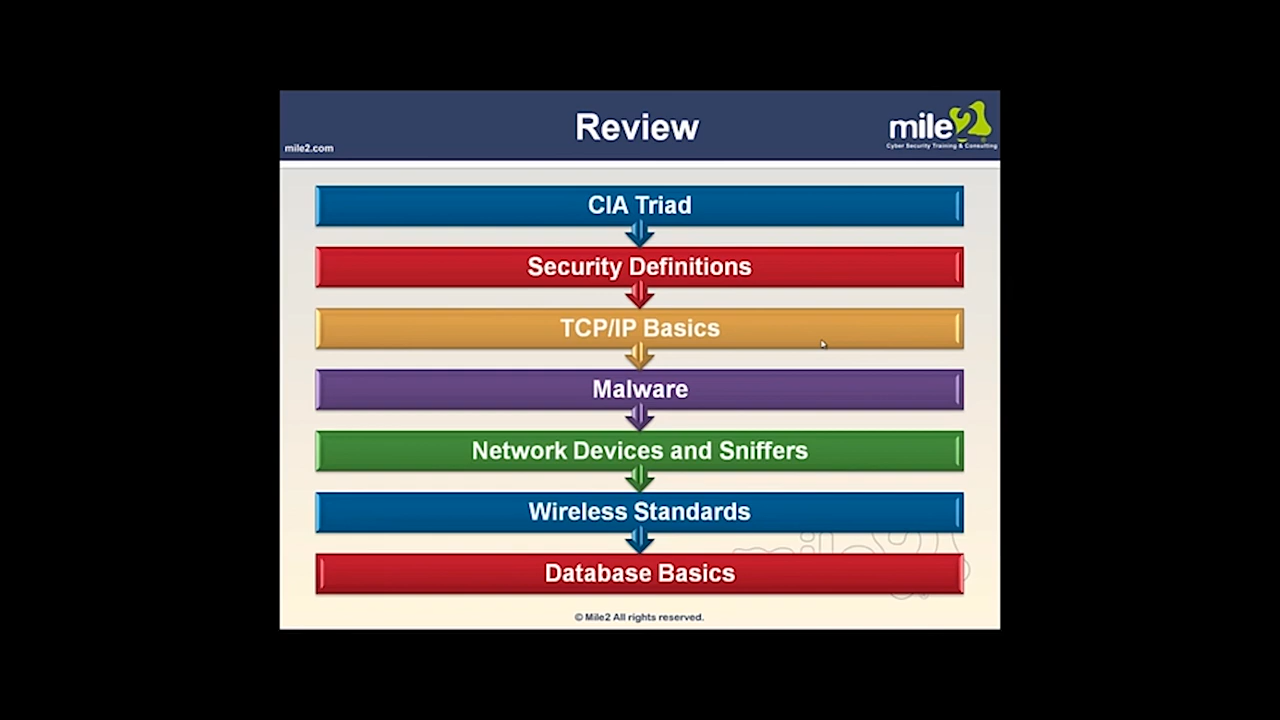 Review
mile2
Cyber Security Training & Consulting
mile2.com
CIA Triad
Security Definitions
TCP/IP Basics
Malware
Network Devices and Sniffers
Wireless Standards
mile2
Database Basics
© Mile2 All rights reserved.